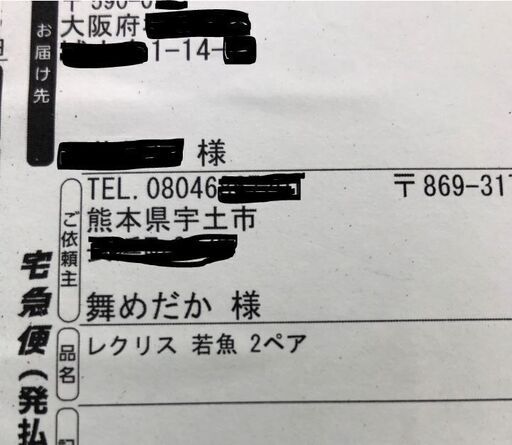 お届け先
〒590-0
大阪府
1-14-
様
ご依頼主
TEL. 08046
〒869-317
熊本県宇土市
舞めだか 様
品名
レクリス 若魚 2ペア
宅急便(発払